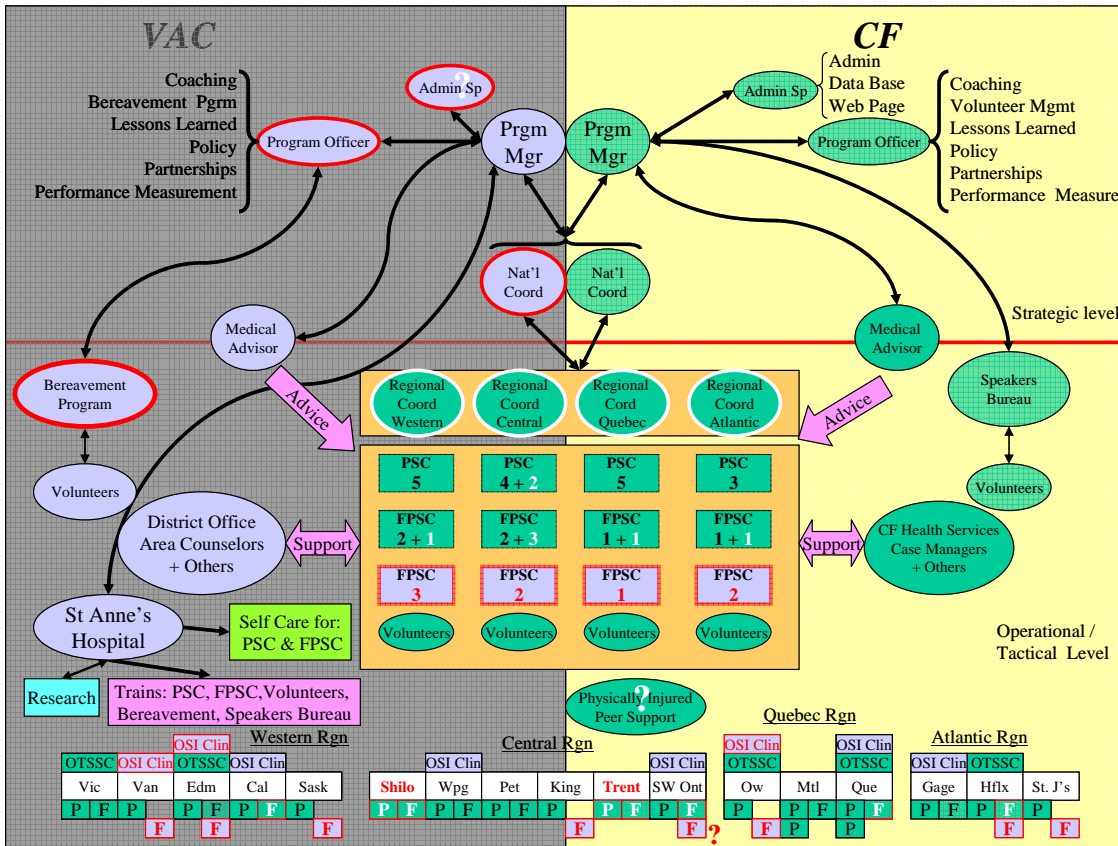 VAC
CF
Coaching
Bereavement Pgrm
Lessons Learned
Policy
Partnerships
Performance Measurement
Program Officer
?
Admin Sp
Prgm
Mgr
Prgm
Mgr
Admin Sp
Admin
Data Base
Web Page
Program Officer
Coaching
Volunteer Mgmt
Lessons Learned
Policy
Partnerships
Performance Measure
Nat'l
Coord
Nat'l
Coord
Strategic level
Medical
Advisor
Medical
Advisor
Bereavement
Program
Speakers
Bureau
Advice
Advice
Regional
Coord
Western
Regional
Coord
Central
Regional
Cord
Quebec
Regional
Coord
Atlantic
Volunteers
Volunteers
PSC
5
PSC
4 + 2
PSC
5
PSC
3
District Office
Area Counselors
+ Others
Support
FPSC
2 + 1
FPSC
2 + 3
FPSC
1 + 1
FPSC
1 + 1
Support
CF Health Services
Case Managers
+ Others
FPSC
3
FPSC
2
FPSC
1
FPSC
2
Volunteers
Volunteers
Volunteers
Volunteers
St Anne's
Hospital
Self Care for:
PSC & FPSC
Operational /
Tactical Level
Research
Trains: PSC, FPSC,Volunteers,
Bereavement, Speakers Bureau
?
Physically Injured
Peer Support
Western Rgn
OSI Clin
OTSSC OSI Clin OTSSC OSI Clin
Vic Van Edm Cal Sask
P F P P F P F P
F F F
Central Rgn
OSI Clin OSI Clin
Shilo Wpg Pet King Trent SW Ont
P F P F P F P P F P F
F F ?
Quebec Rgn
OSI Clin OSI Clin
OTSSC OTSSC
Ow Mtl Que
P P F P F
F P P
Atlantic Rgn
OSI Clin OTSSC
Gage Hflx St. J's
P F P F P
F F